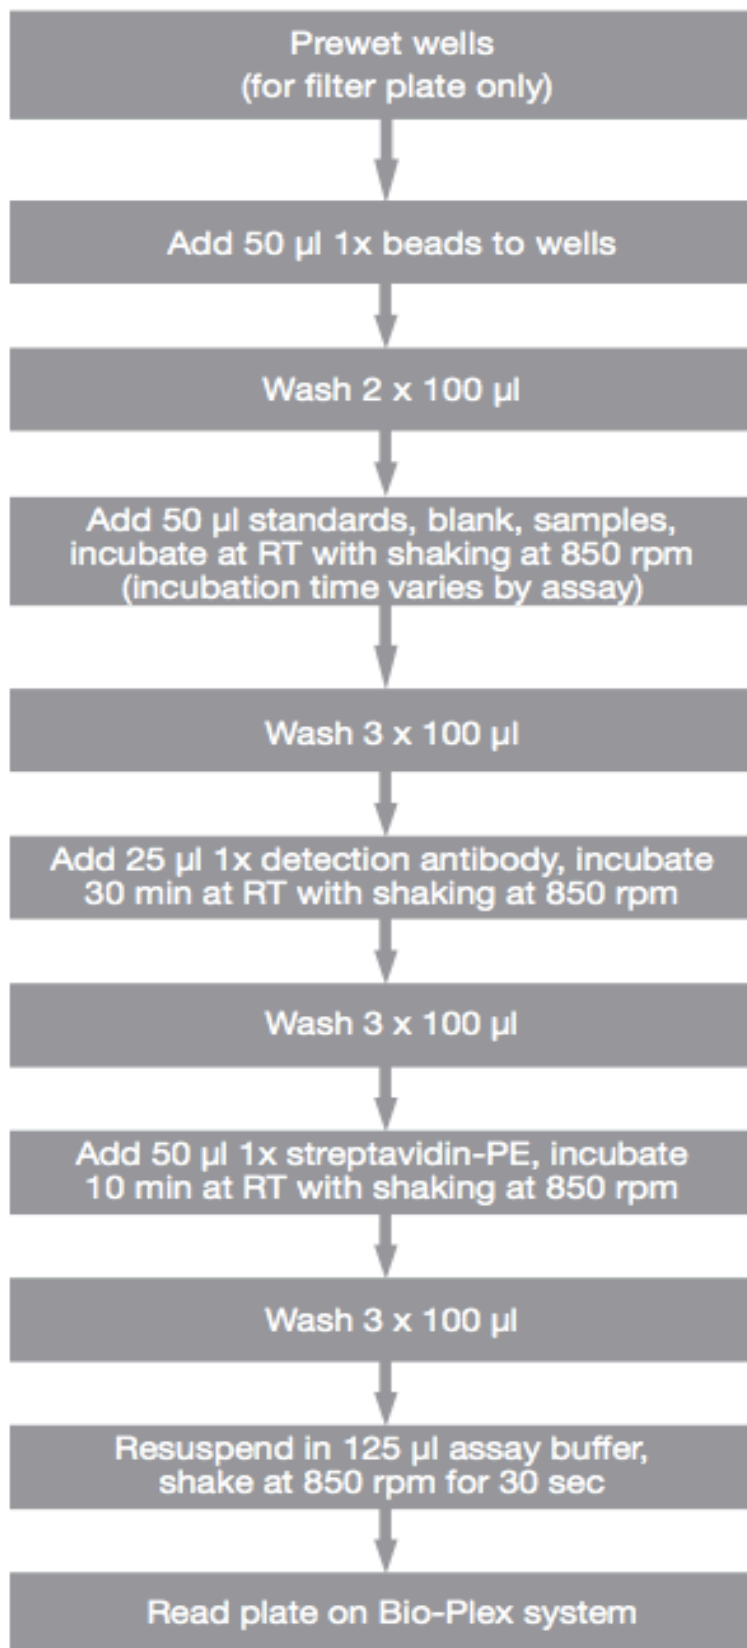 Prewet wells
(for filter plate only)
Add 50 µl 1x beads to wells
Wash 2 x 100 µl
Add 50 µl standards, blank, samples,
incubate at RT with shaking at 850 rpm
(incubation time varies by assay)
Wash 3 x 100 µl
Add 25 µl 1x detection antibody, incubate
30 min at RT with shaking at 850 rpm
Wash 3 x 100 µl
Add 50 µl 1x streptavidin-PE, incubate
10 min at RT with shaking at 850 rpm
Wash 3 x 100 µl
Resuspend in 125 µl assay buffer,
shake at 850 rpm for 30 sec
Read plate on Bio-Plex system